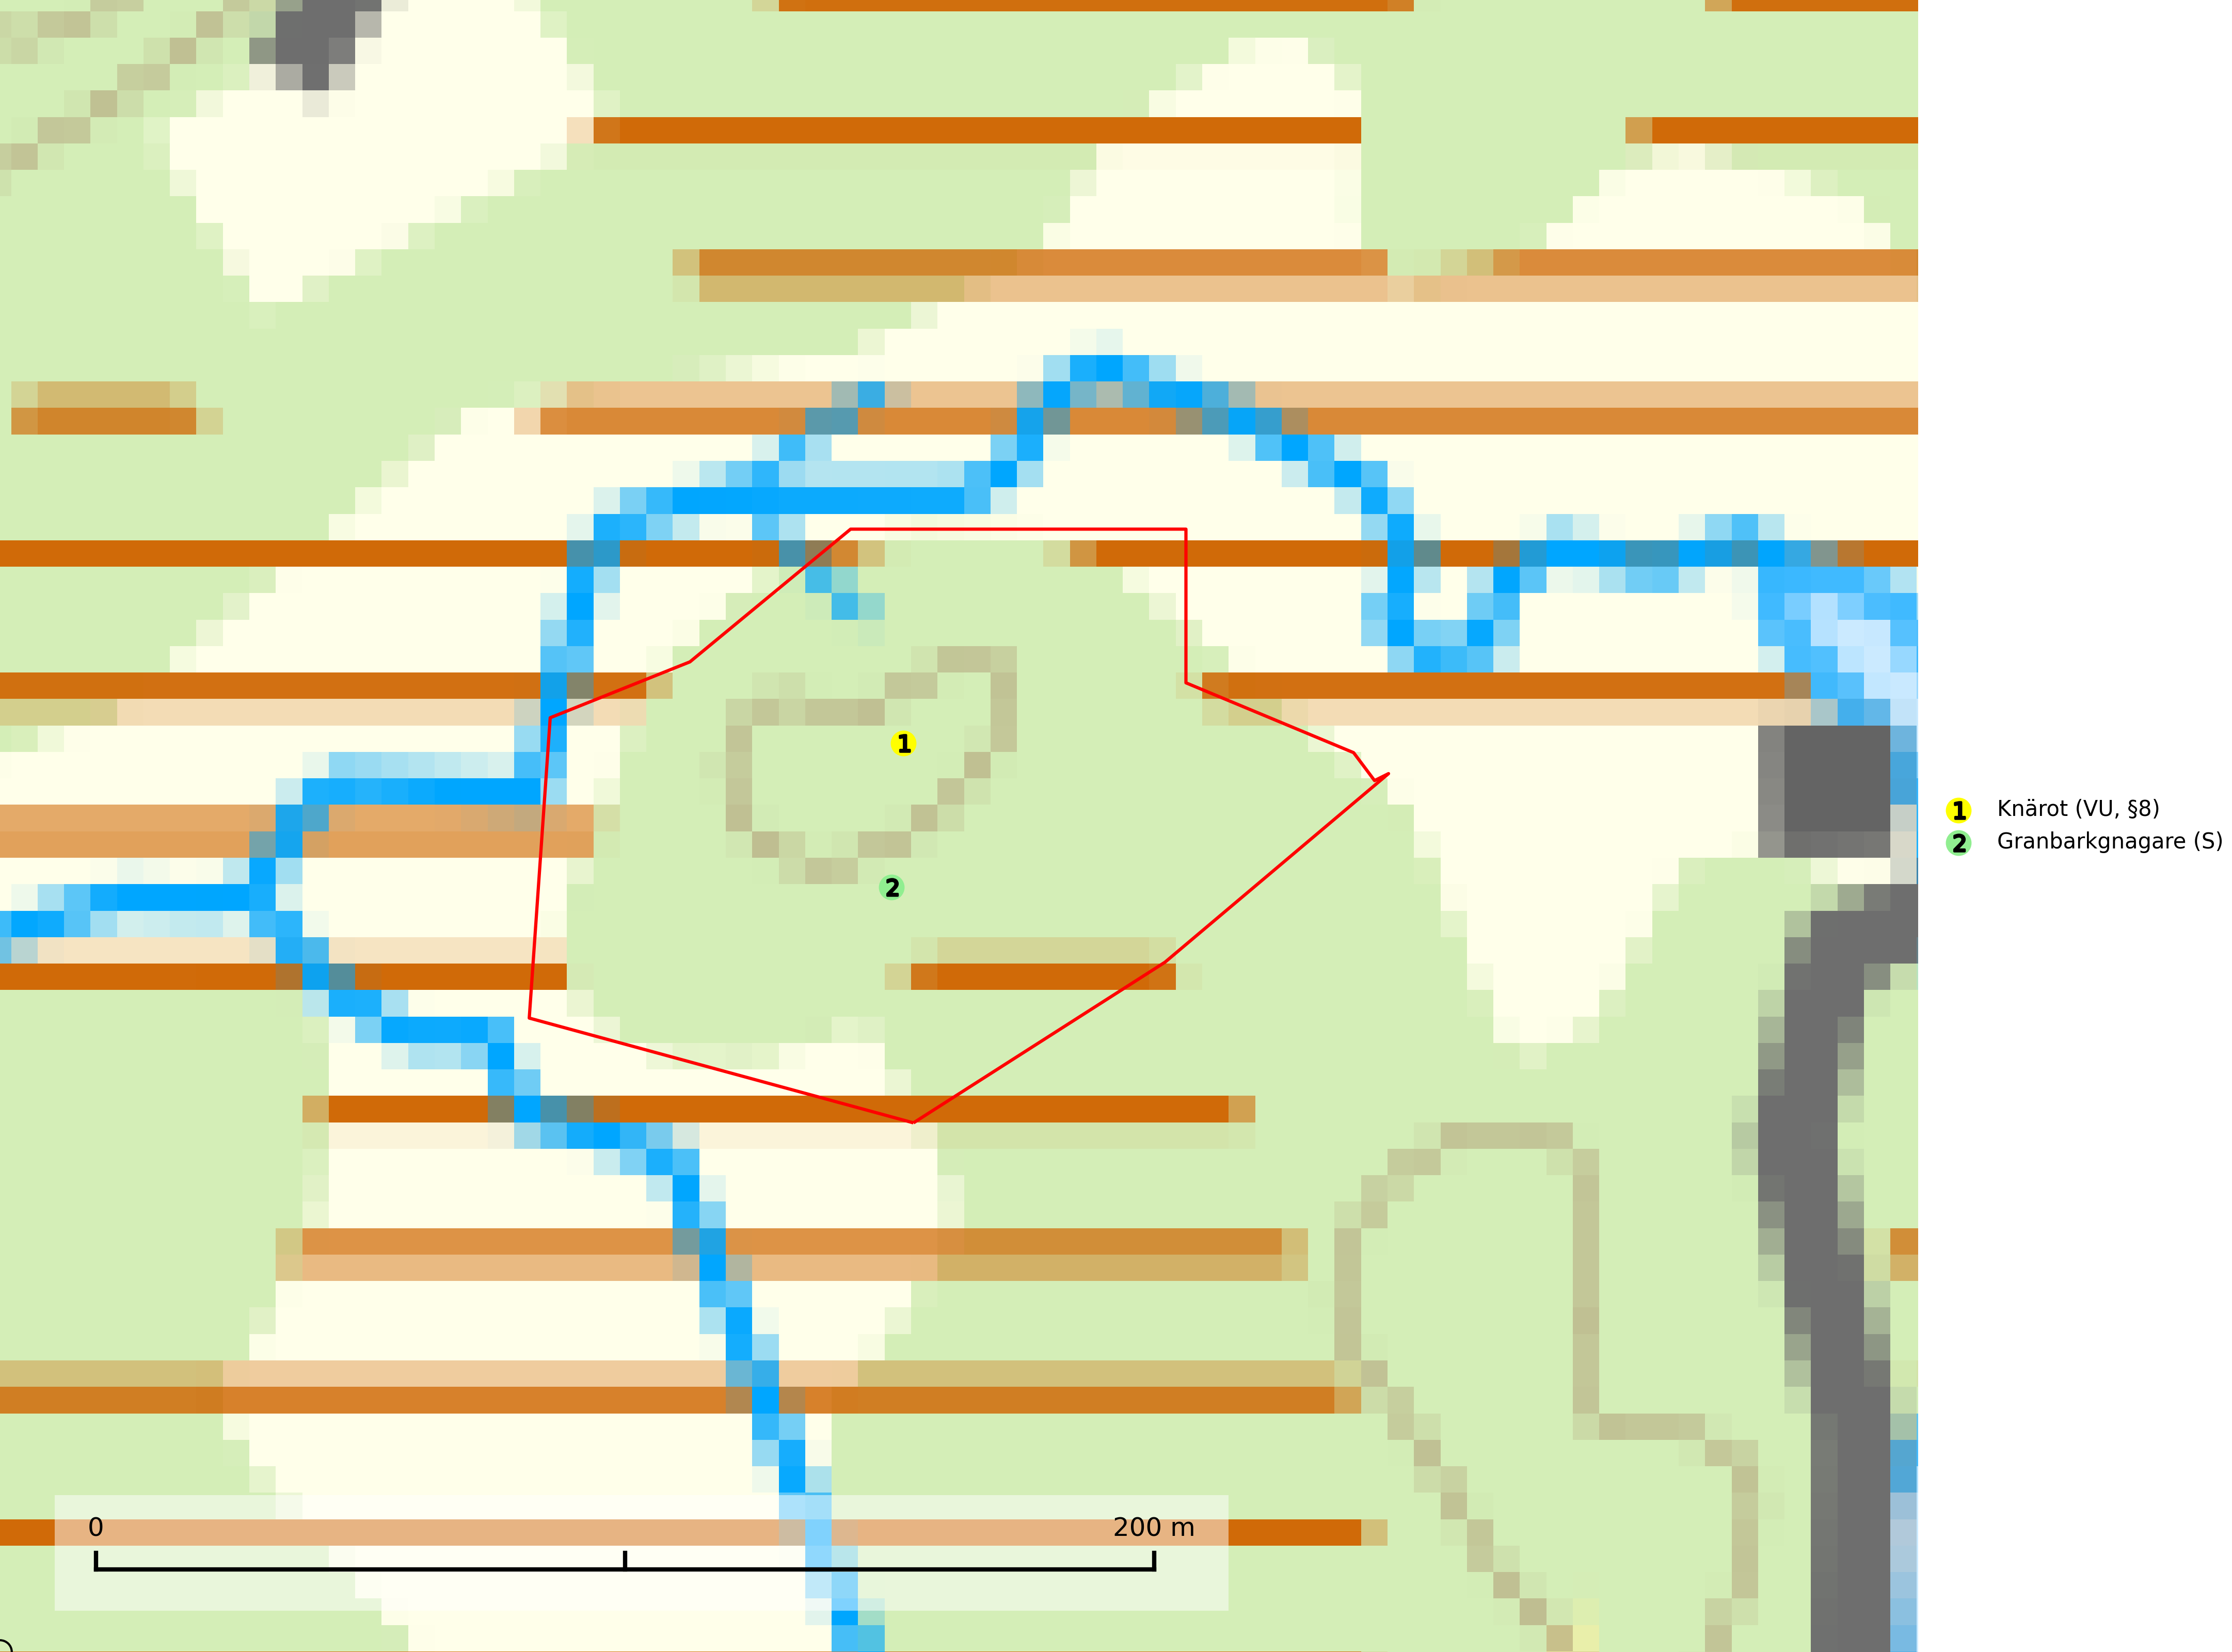 1
2
1 Knärot (VU, §8)
2 Granbarkgnagare (S)
0 200 m